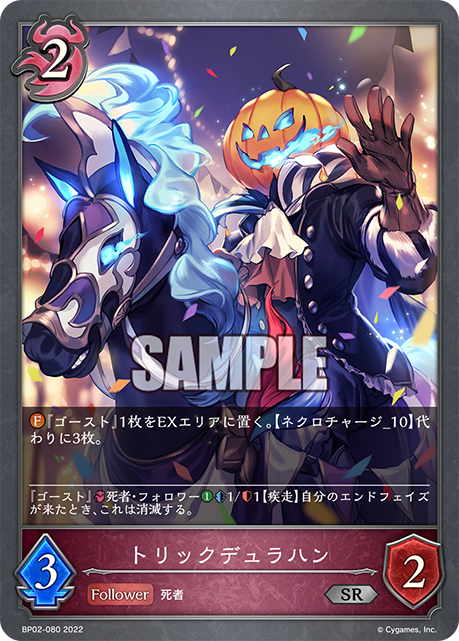 2
SAMPLE
F『ゴースト』1枚をEXエリアに置く。【ネクロチャージ_10】代
わりに3枚。
『ゴースト』死者・フォロワー1 1/1【疾走】自分のエンドフェイズ
が来たとき、これは消滅する。
トリックデュラハン
3
2
Follower 死者
SR
BP02-080 2022
© Cygames, Inc.